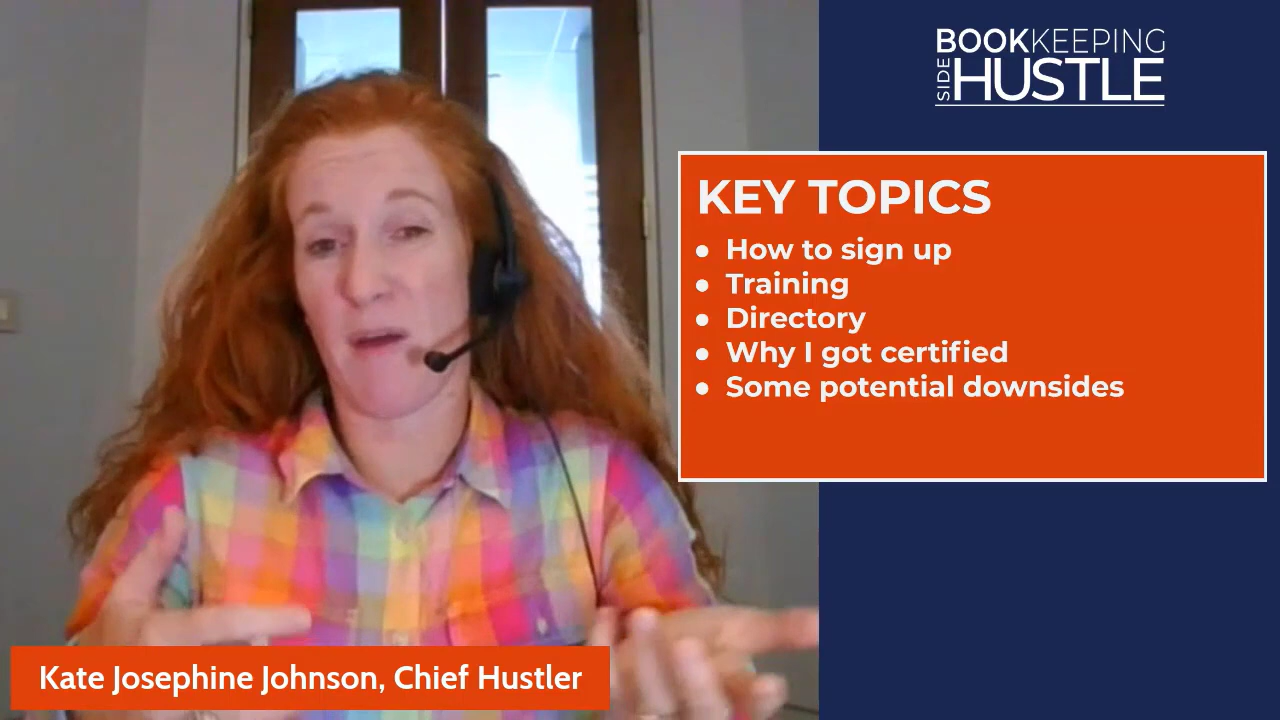 BOOKKEEPING
SIDE HUSTLE
KEY TOPICS
● How to sign up
● Training
● Directory
● Why I got certified
● Some potential downsides
Kate Josephine Johnson, Chief Hustler